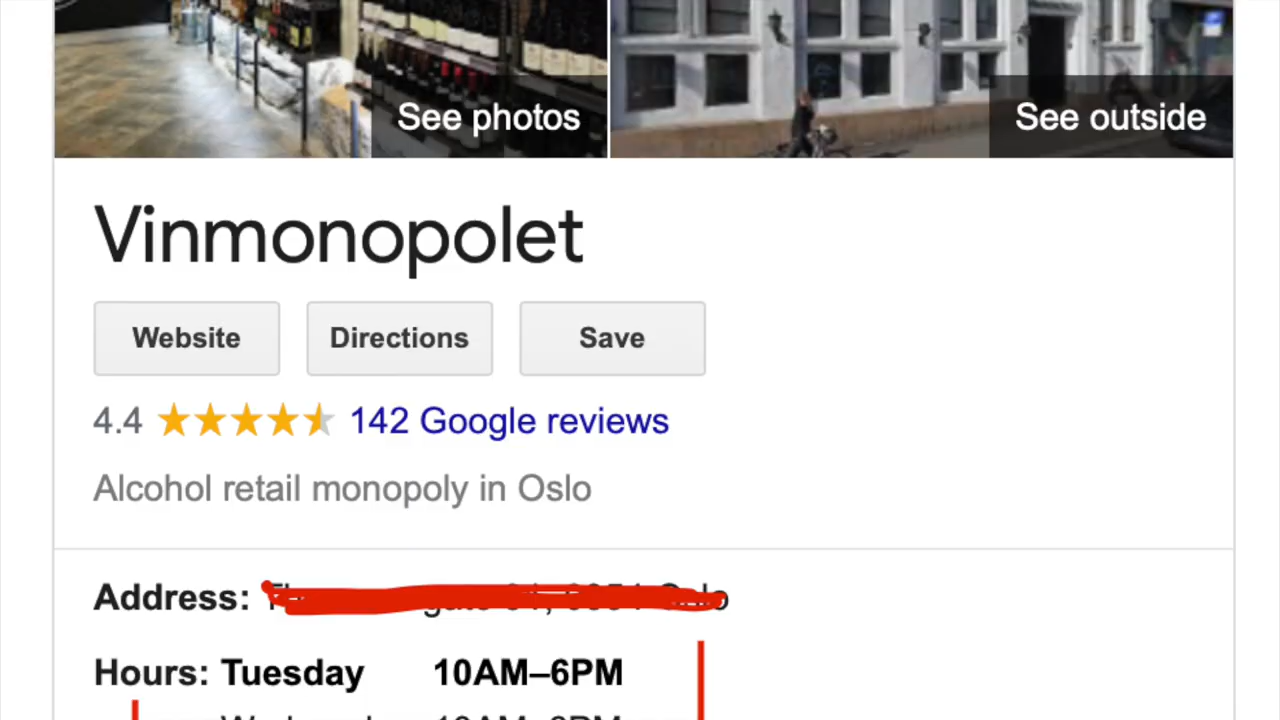 See photos
See outside
Vinmonopolet
Website
Directions
Save
4.4 142 Google reviews
Alcohol retail monopoly in Oslo
Address:
Hours: Tuesday 10AM–6PM